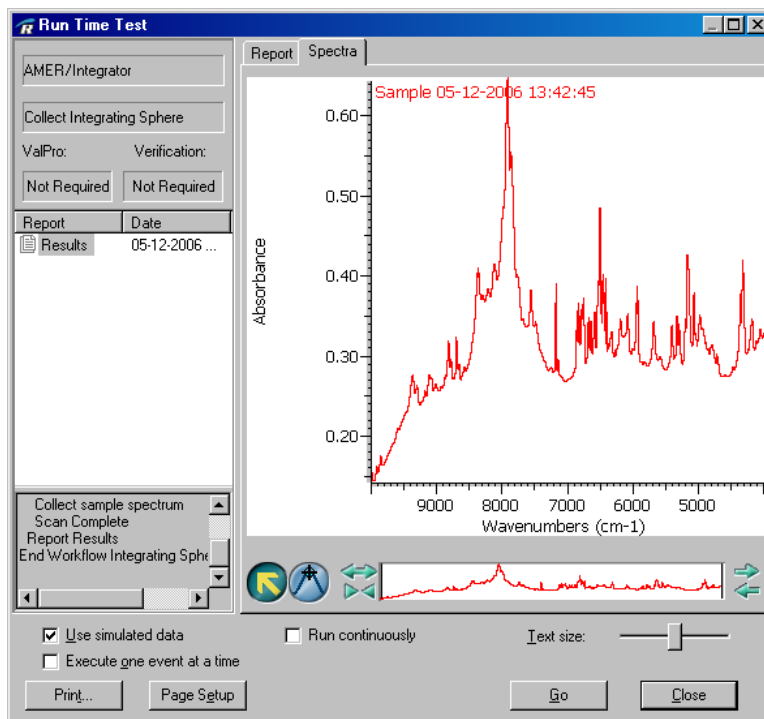 Run Time Test
AMER/Integrator
Collect Integrating Sphere
ValPro: Verification:
Not Required Not Required
Report Date
Results 05-12-2006 ...
Collect sample spectrum
Scan Complete
Report Results
End Workflow Integrating Sphe
Report Spectra
Sample 05-12-2006 13:42:45
Absorbance
0.60
0.50
0.40
0.30
0.20
9000 8000 7000 6000 5000
Wavenumbers (cm-1)
Use simulated data
Run continuously
Text size:
Execute one event at a time
Print...
Page Setup
Go
Close